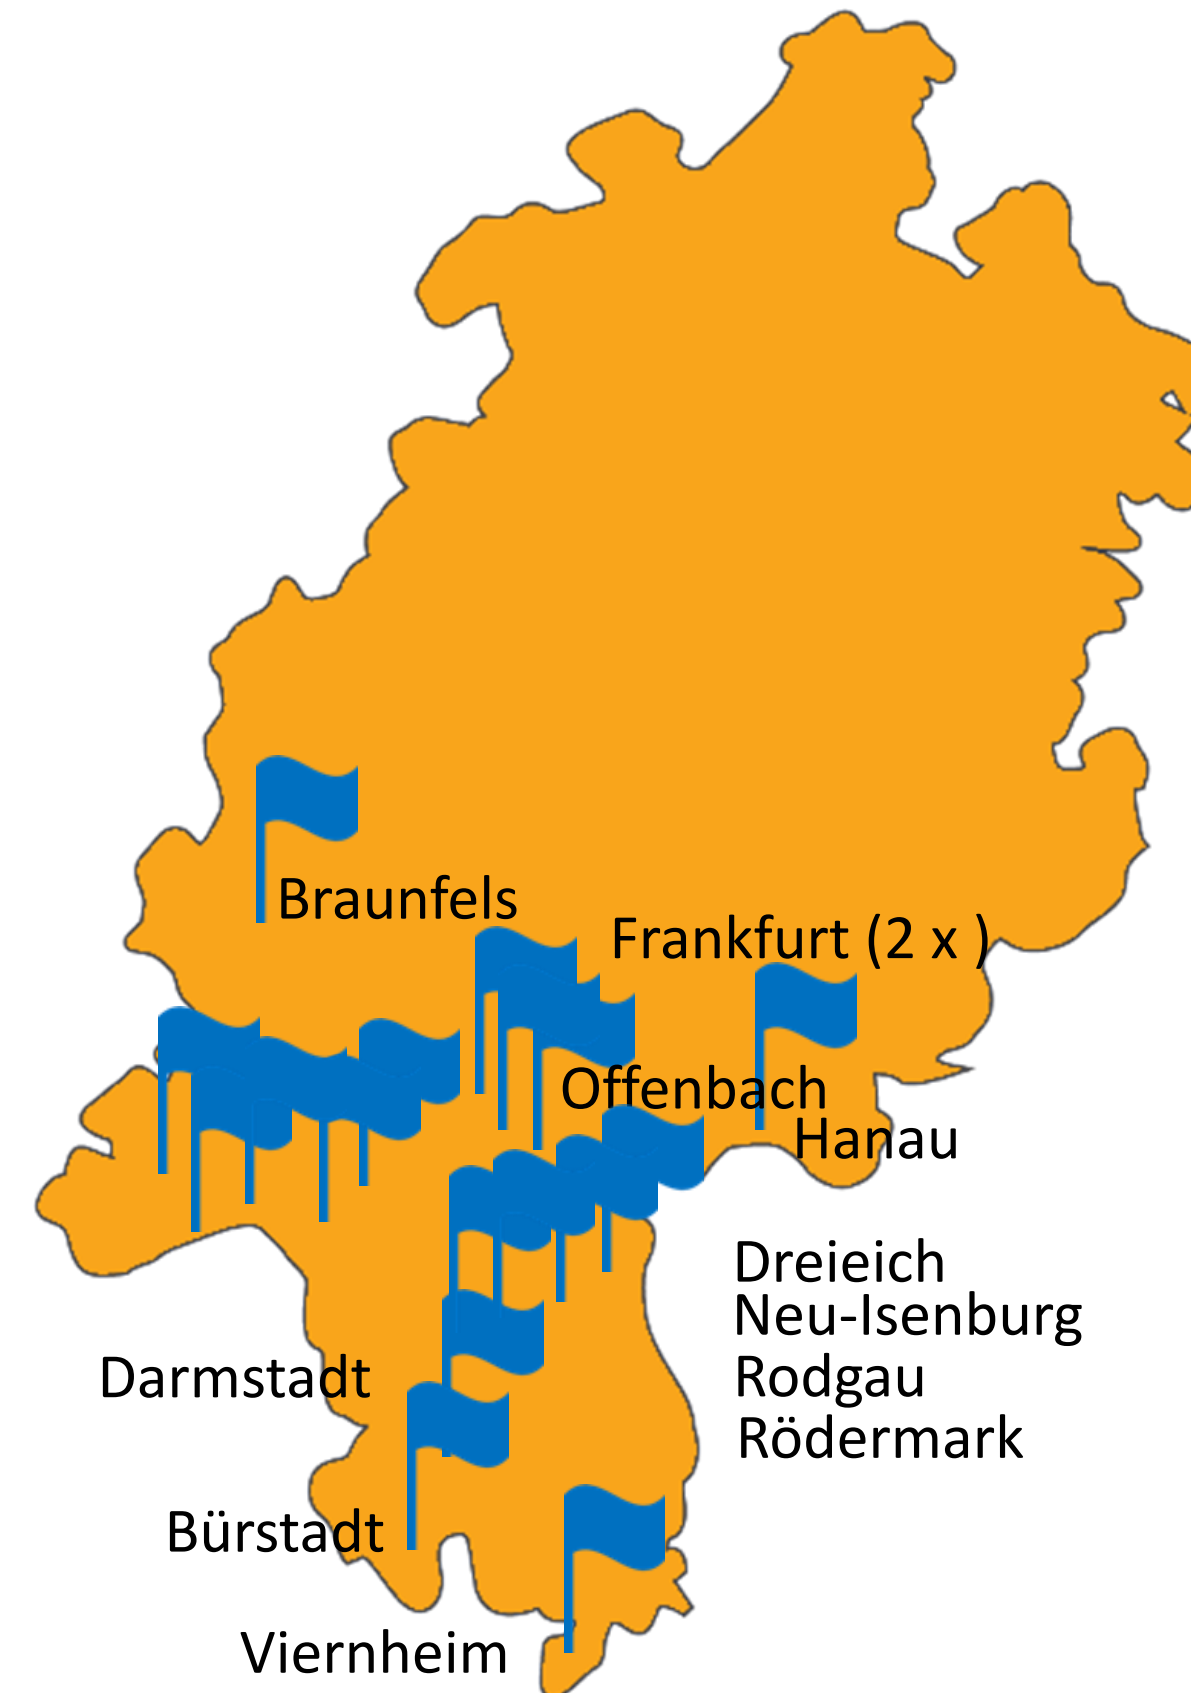 Braunfels
Frankfurt (2 x )
Offenbach
Hanau
Dreieich
Neu-Isenburg
Rodgau
Rödermark
Darmstadt
Bürstadt
Viernheim